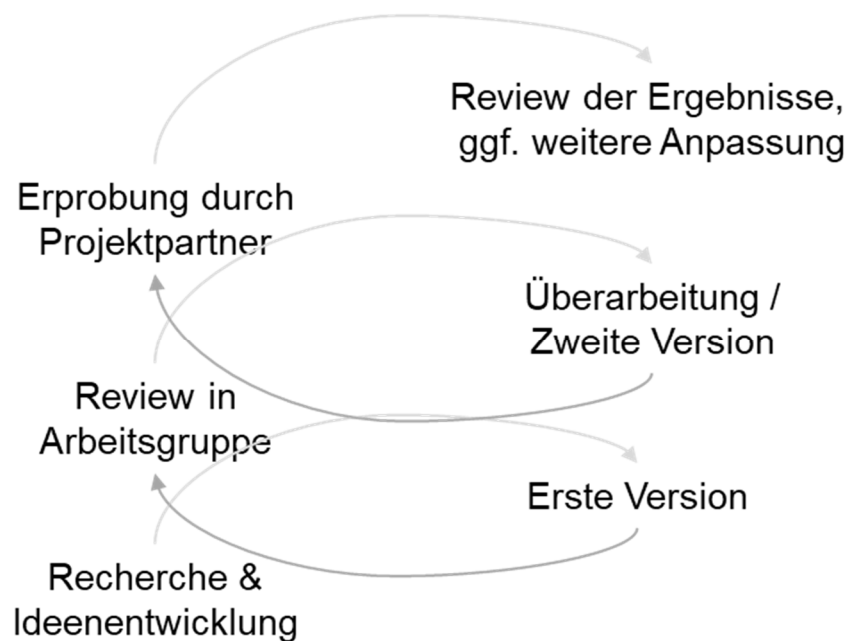 Review der Ergebnisse,
ggf. weitere Anpassung
Erprobung durch
Projektpartner
Überarbeitung /
Zweite Version
Review in
Arbeitsgruppe
Erste Version
Recherche &
Ideenentwicklung